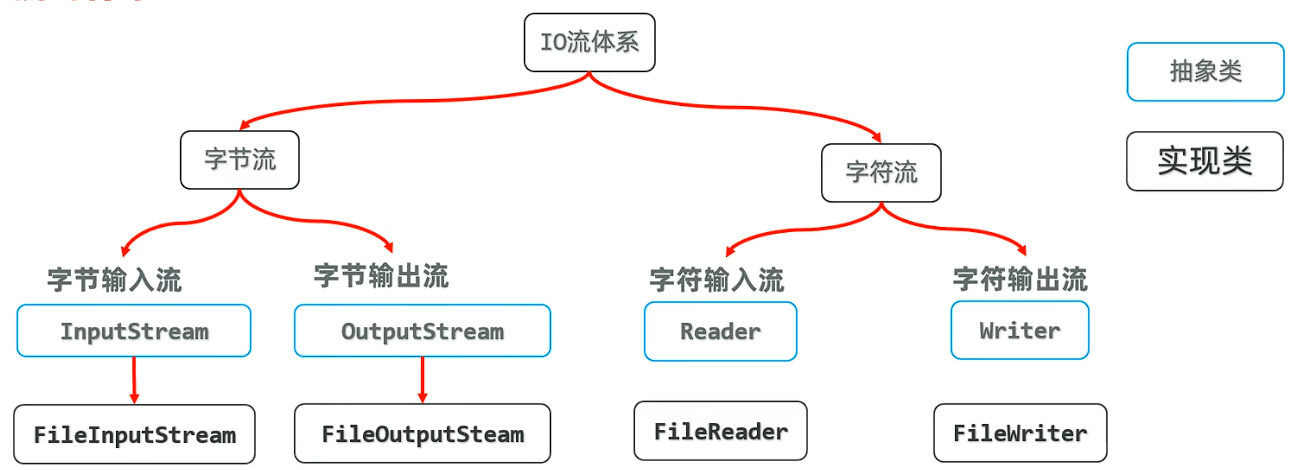 IO流体系
抽象类
实现类
字节流
字符流
字节输入流
字节输出流
字符输入流
字符输出流
InputStream
OutputStream
Reader
Writer
FileInputStream
FileOutputSteam
FileReader
FileWriter